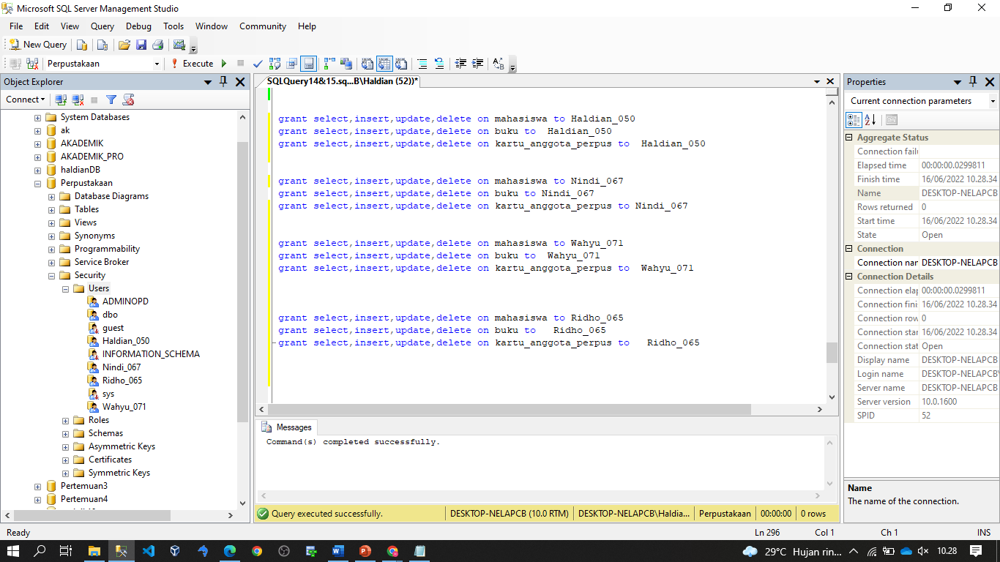 Microsoft SQL Server Management Studio
File Edit View Query Debug Tools Window Community Help
New Query
Perpustakaan Execute
Object Explorer
Connect
System Databases
ak
AKADEMIK
AKADEMIK_PRO
haldianDB
Perpustakaan
Database Diagrams
Tables
Views
Synonyms
Programmability
Service Broker
Security
Users
ADMINOPD
dbo
guest
Haldian_050
INFORMATION_SCHEMA
Nindi_067
Ridho_065
sys
Wahyu_071
Roles
Schemas
Asymmetric Keys
Certificates
Symmetric Keys
Pertemuan3
Pertemuan4
SQLQuery14&15.sq...B\Haldian (52))*
grant select,insert,update,delete on mahasiswa to Haldian_050
grant select,insert,update,delete on buku to  Haldian_050
grant select,insert,update,delete on kartu_anggota_perpus to  Haldian_050
grant select,insert,update,delete on mahasiswa to Nindi_067
grant select,insert,update,delete on buku to Nindi_067
grant select,insert,update,delete on kartu_anggota_perpus to Nindi_067
grant select,insert,update,delete on mahasiswa to Wahyu_071
grant select,insert,update,delete on buku to  Wahyu_071
grant select,insert,update,delete on kartu_anggota_perpus to  Wahyu_071
grant select,insert,update,delete on mahasiswa to Ridho_065
grant select,insert,update,delete on buku to   Ridho_065
grant select,insert,update,delete on kartu_anggota_perpus to   Ridho_065
Messages
Command(s) completed successfully.
Query executed successfully. DESKTOP-NELAPCB (10.0 RTM) DESKTOP-NELAPCB\Haldia... Perpustakaan 00:00:00 0 rows
Properties
Current connection parameters
Aggregate Status
Connection fail
Elapsed time 00:00:00.0299811
Finish time 16/06/2022 10.28.34
Name DESKTOP-NELAPCB
Rows returned 0
Start time 16/06/2022 10.28.34
State Open
Connection
Connection nar DESKTOP-NELAPCB
Connection Details
Connection elap 00:00:00.0299811
Connection fini 16/06/2022 10.28.34
Connection row 0
Connection star 16/06/2022 10.28.34
Connection stat Open
Display name DESKTOP-NELAPCB
Login name DESKTOP-NELAPCB\
Server name DESKTOP-NELAPCB
Server version 10.0.1600
SPID 52
Name
The name of the connection.
Ready Ln 296 Col 1 Ch 1 INS
29°C Hujan rin... 10.28